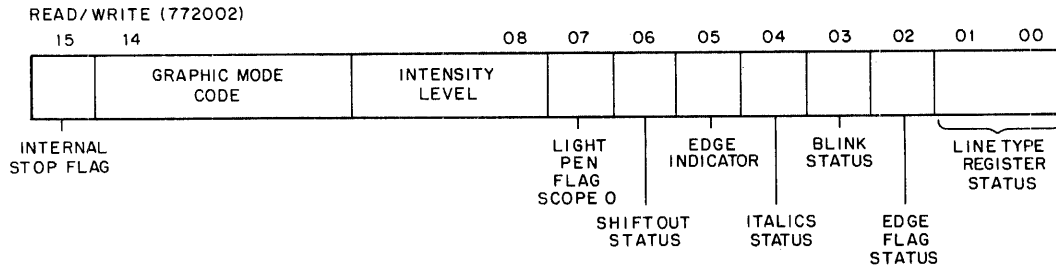 READ/WRITE (772002)
15 14 08 07 06 05 04 03 02 01 00
GRAPHIC MODE
CODE
INTENSITY
LEVEL
INTERNAL
STOP FLAG
LIGHT
PEN
FLAG
SCOPE 0
SHIFT OUT
STATUS
EDGE
INDICATOR
ITALICS
STATUS
BLINK
STATUS
EDGE
FLAG
STATUS
LINE TYPE
REGISTER
STATUS